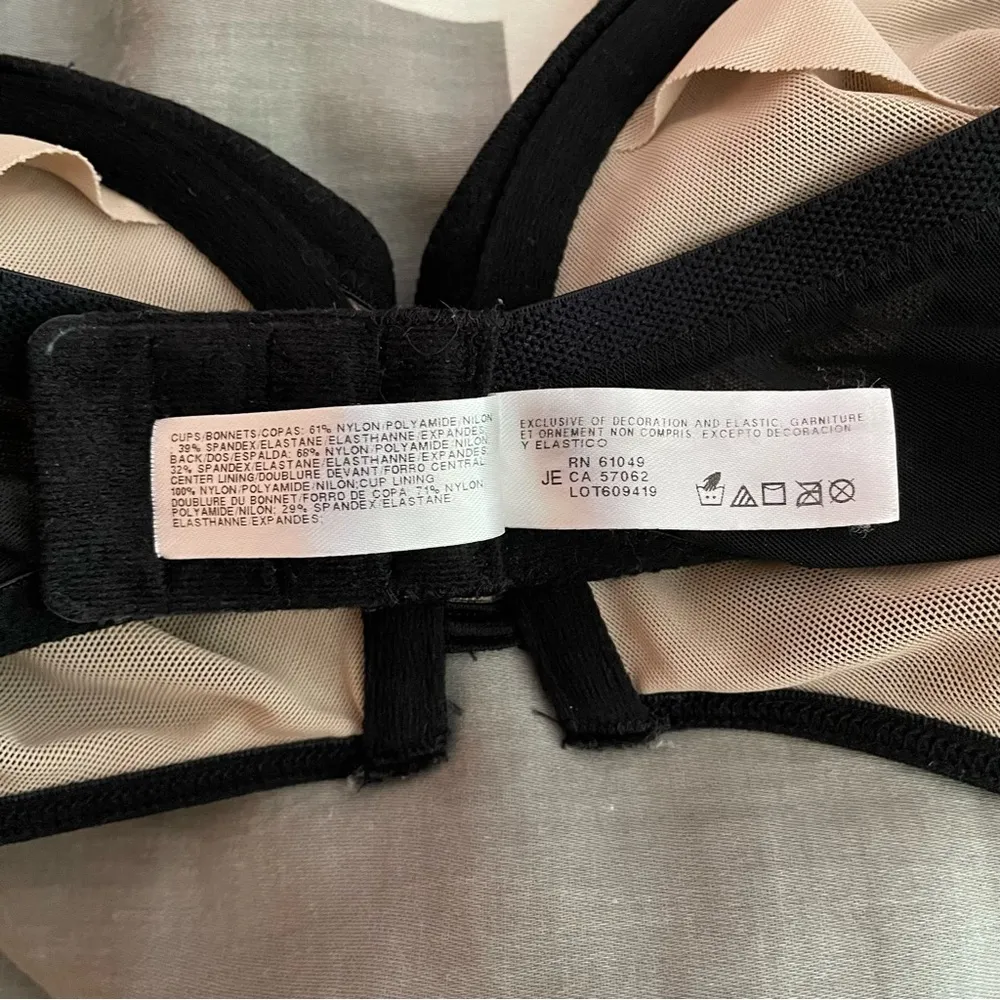 CUPS/BONNETS/COPAS: 61% NYLON/POLYAMIDE/NILON
; 39% SPANDEX/ELASTANE/ELASTHANNE/EXPANDES;
BACK/DOS/ESPALDA: 68% NYLON/POLYAMIDE/NILON;
32% SPANDEX/ELASTANE/ELASTHANNE/EXPANDES;
CENTER LINING/DOUBLURE DEVANT/FORRO CENTRAL:
100% NYLON/POLYAMIDE/NILON;CUP LINING
DOUBLURE DU BONNET/FORRO DE COPA: 71% NYLON
POLYAMIDE/NILON; 29% SPANDEX/ELASTANE
ELASTHANNE/EXPANDES;
EXCLUSIVE OF DECORATION AND ELASTIC, GARNITURE
ET ORNEMENT NON COMPRIS, EXCEPTO DECORACION
Y ELASTICO
RN 61049
JE CA 57062
LOT609419